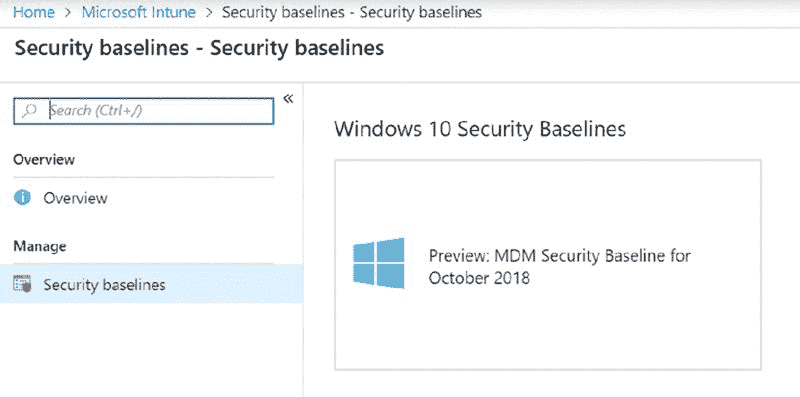 Home > Microsoft Intune > Security baselines - Security baselines
Security baselines - Security baselines
Search (Ctrl+/)
«
Overview
Overview
Manage
Security baselines
Windows 10 Security Baselines
Preview: MDM Security Baseline for
October 2018